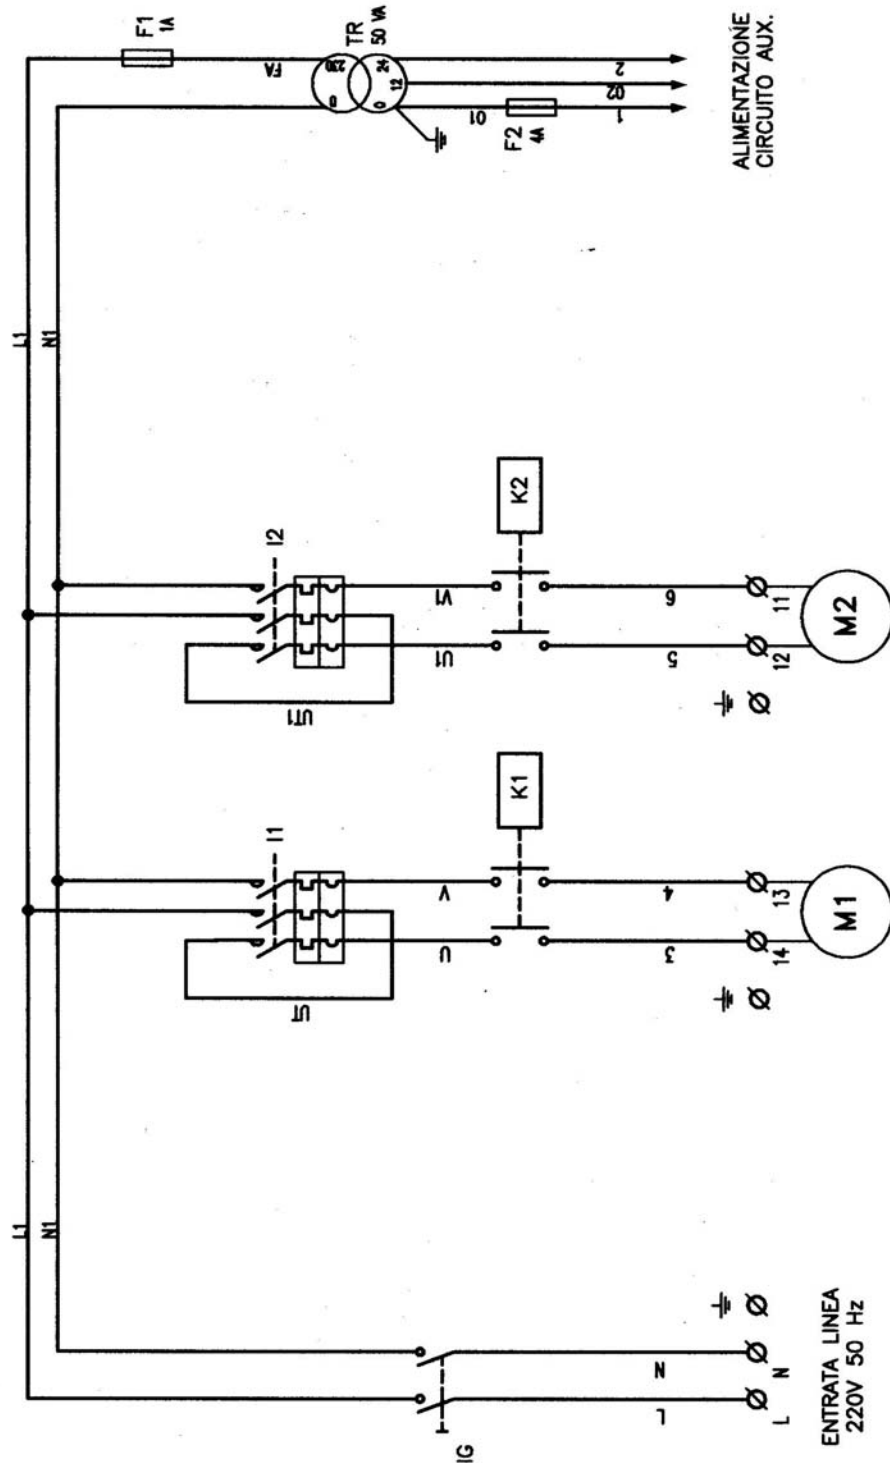 L1
N1
L1
N1
F1
1A
FA
0
230
TR
50 VA
0
12
24
01
F2
4A
1
02
2
ALIMENTAZIONE
CIRCUITO AUX.
I2
UT1
U1
V1
K2
5
6
12
11
M2
I1
UT
U
V
K1
3
4
14
13
M1
IG
L
N
L
N
ENTRATA LINEA
220V 50 Hz